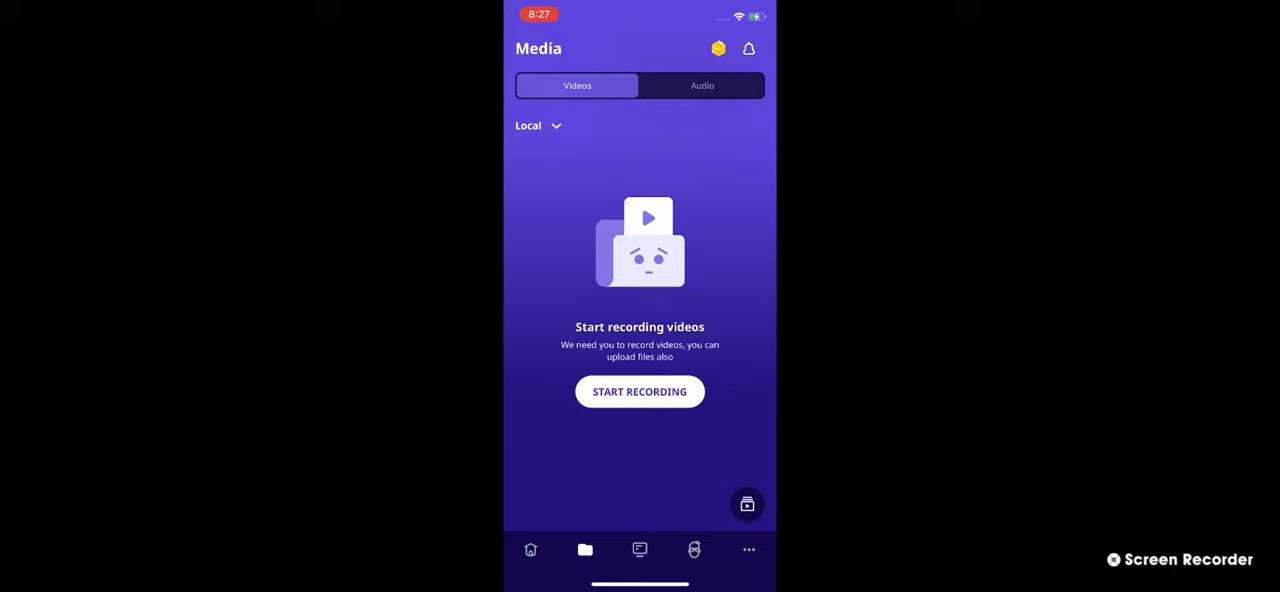 8:27
Media
Videos
Audio
Local
Start recording videos
We need you to record videos, you can
upload files also
START RECORDING
Screen Recorder